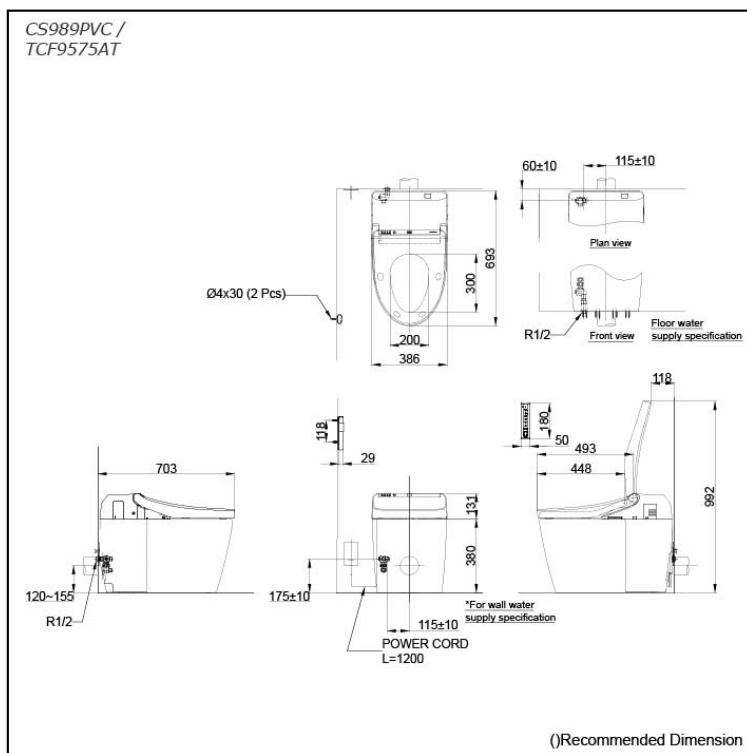 CS989PVC /
TCF9575AT
60±10
115±10
Plan view
693
300
Ø4x30 (2 Pcs)
R1/2
Front view
Floor water
supply specification
200
386
118
118
29
180
50
493
448
703
992
131
380
120~155
R1/2
175±10
*For wall water
supply specification
115±10
POWER CORD
L=1200
()Recommended Dimension